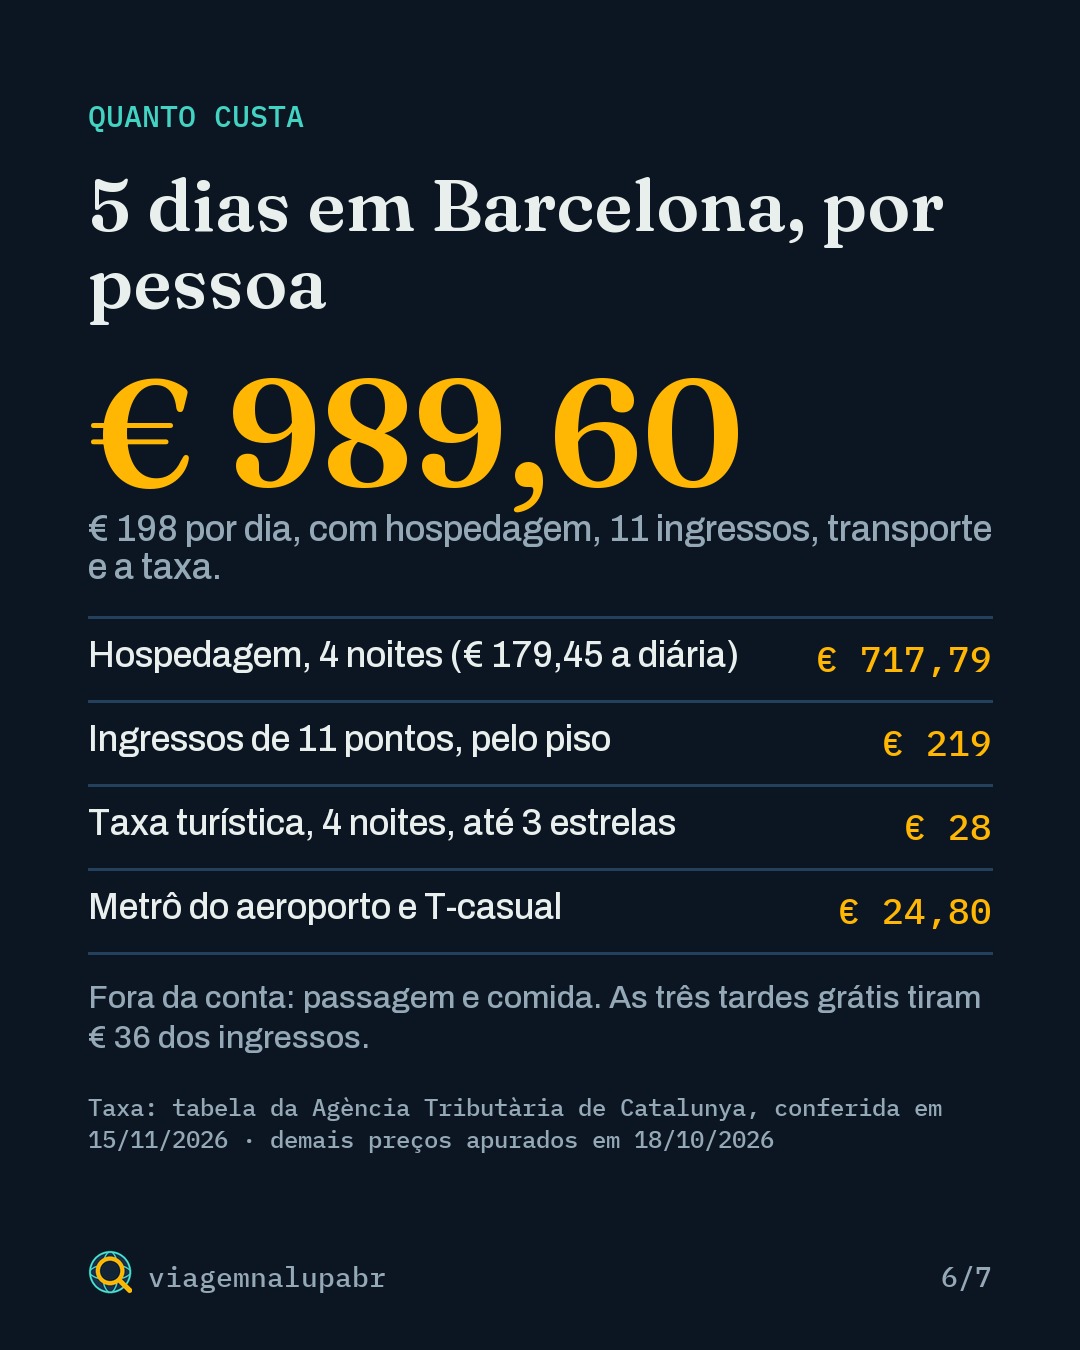 QUANTO CUSTA
5 dias em Barcelona, por
pessoa
€ 989,60
€ 198 por dia, com hospedagem, 11 ingressos, transporte
e a taxa.
Hospedagem, 4 noites (€ 179,45 a diária) € 717,79
Ingressos de 11 pontos, pelo piso € 219
Taxa turística, 4 noites, até 3 estrelas € 28
Metrô do aeroporto e T-casual € 24,80
Fora da conta: passagem e comida. As três tardes grátis tiram
€ 36 dos ingressos.
Taxa: tabela da Agència Tributària de Catalunya, conferida em
15/11/2026 · demais preços apurados em 18/10/2026
viagemnalupabr 6/7